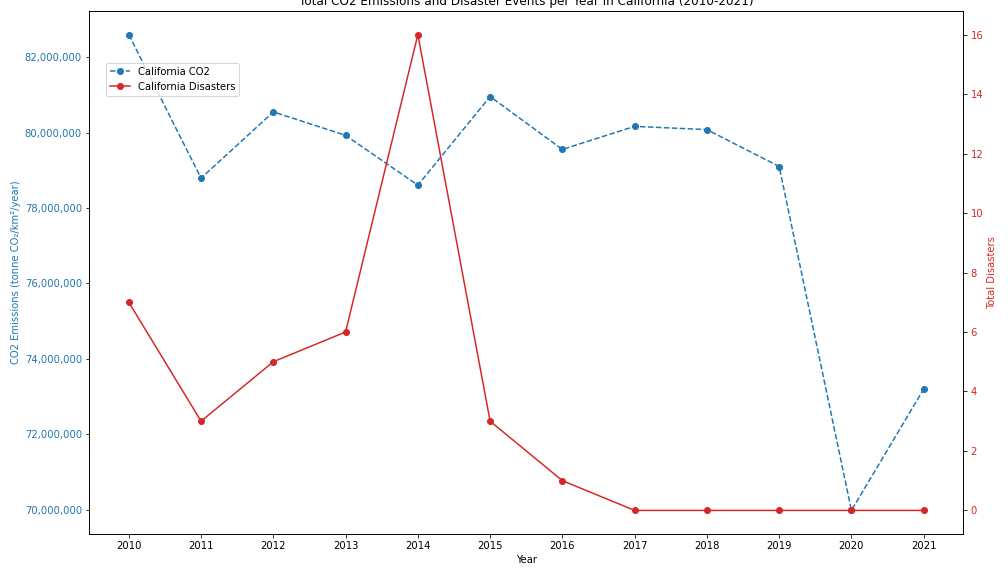 Total CO2 Emissions and Disaster Events per Year in California (2010-2021)
82,000,000
80,000,000
78,000,000
76,000,000
74,000,000
72,000,000
70,000,000
CO2 Emissions (tonne CO₂/km²/year)
California CO2
California Disasters
16
14
12
10
8
6
4
2
0
Total Disasters
2010 2011 2012 2013 2014 2015 2016 2017 2018 2019 2020 2021
Year